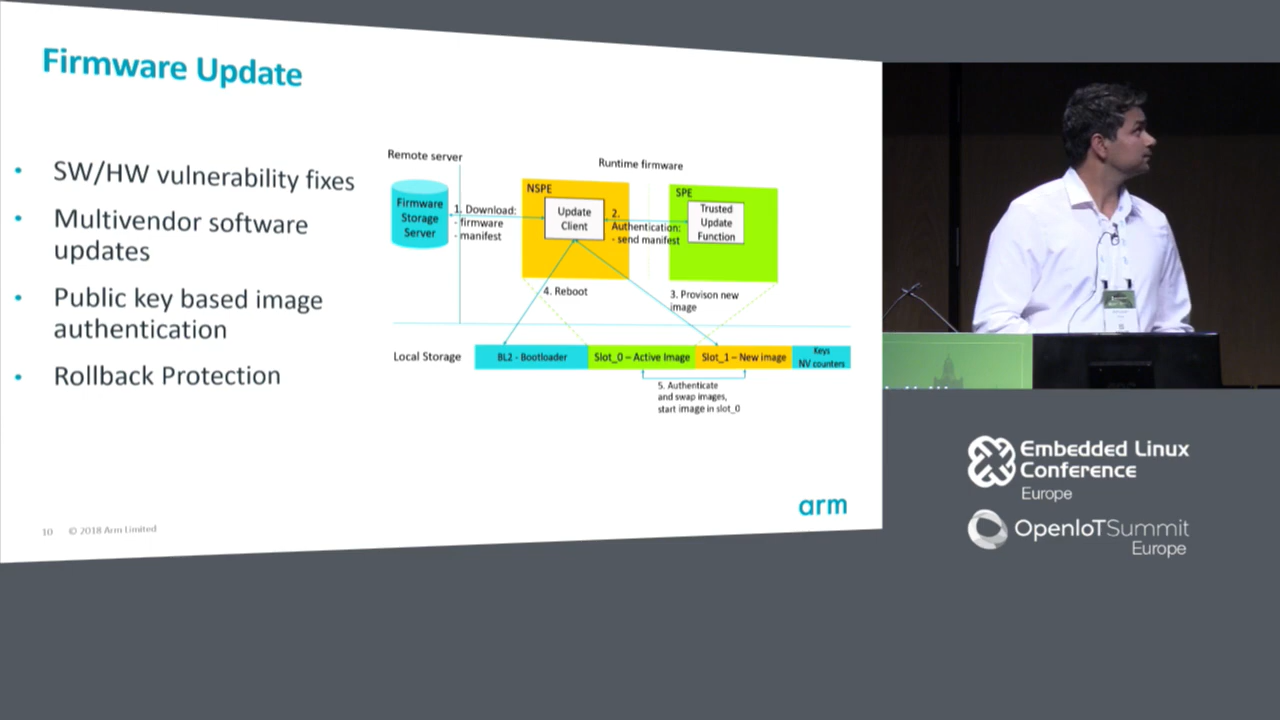 Firmware Update
SW/HW vulnerability fixes
Multivendor software
updates
Public key based image
authentication
Rollback Protection
Remote server
Runtime firmware
Firmware
Storage
Server
1. Download:
- firmware
- manifest
NSPE
Update
Client
2.
Authentication:
- send manifest
SPE
Trusted
Update
Function
4. Reboot
3. Provison new
image
Local Storage
BL2 - Bootloader
Slot_0 – Active Image
Slot_1 – New image
Keys
NV counters
5. Authenticate
and swap images,
start image in slot_0
arm
10 © 2018 Arm Limited
Embedded Linux
Conference
Europe
OpenIoTSummit
Europe